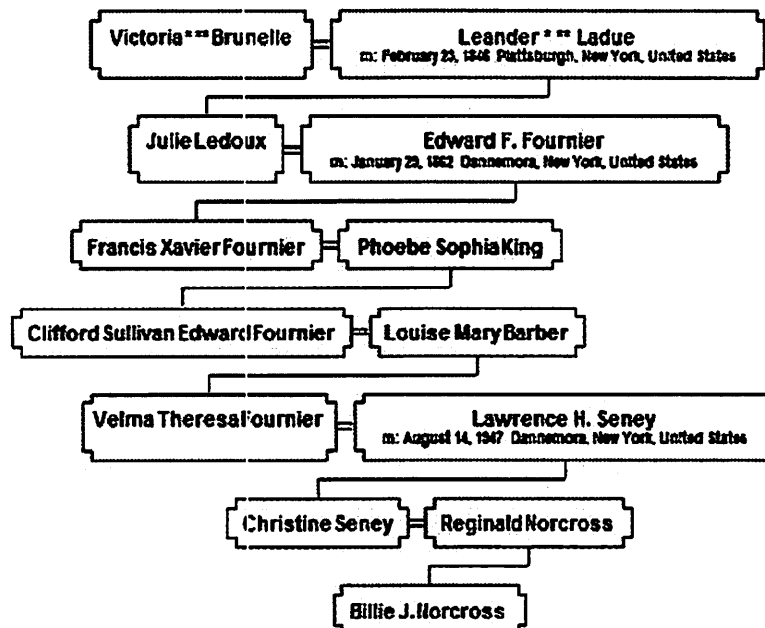 Victoria *** Brunelle
Leander *** Ladue
m: February 23, 1846 Plattsburgh, New York, United States
Julie Ledoux
Edward F. Fournier
m: January 29, 1862 Dannemora, New York, United States
Francis Xavier Fournier
Phoebe Sophia King
Clifford Sullivan Edward Fournier
Louise Mary Barber
Velma Theresa Fournier
Lawrence H. Seney
m: August 14, 1947 Dannemora, New York, United States
Christine Seney
Reginald Norcross
Billie J. Norcross